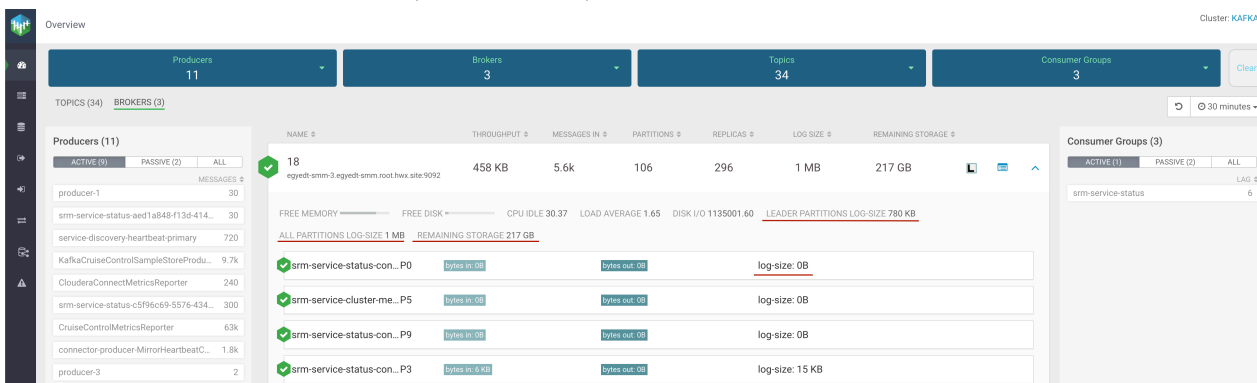 Overview
Cluster: KAFKA
Producers
11
Brokers
3
Topics
34
Consumer Groups
3
Clear
TOPICS (34) BROKERS (3)
30 minutes
Producers (11)
ACTIVE (9) PASSIVE (2) ALL
MESSAGES
producer-1 30
srm-service-status-aed1a848-f13d-414... 30
service-discovery-heartbeat-primary 720
KafkaCruiseControlSampleStoreProdu... 9.7k
ClouderaConnectMetricsReporter 240
srm-service-status-c5f96c69-5576-434... 300
CruiseControlMetricsReporter 63k
connector-producer-MirrorHeartbeatC... 1.8k
producer-3 2
NAME THROUGHPUT MESSAGES IN PARTITIONS REPLICAS LOG SIZE REMAINING STORAGE
18 458 KB 5.6k 106 296 1 MB 217 GB L
egyedt-smm-3.egyedt-smm.root.hwx.site:9092
FREE MEMORY FREE DISK CPU IDLE 30.37 LOAD AVERAGE 1.65 DISK I/O 1135001.60 LEADER PARTITIONS LOG-SIZE 780 KB
ALL PARTITIONS LOG-SIZE 1 MB REMAINING STORAGE 217 GB
srm-service-status-con... P0 bytes in: 0B bytes out: 0B log-size: 0B
srm-service-cluster-me... P5 bytes in: 0B bytes out: 0B log-size: 0B
srm-service-status-con... P9 bytes in: 0B bytes out: 0B log-size: 0B
srm-service-status-con... P3 bytes in: 6 KB bytes out: 0B log-size: 15 KB
Consumer Groups (3)
ACTIVE (1) PASSIVE (2) ALL
LAG
srm-service-status 6